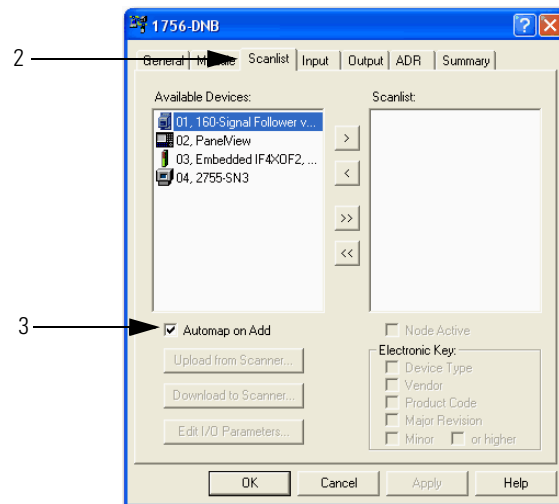 1756-DNB
2
General Module Scanlist Input Output ADR Summary
Available Devices:
Scanlist:
01, 160-Signal Follower v...
02, PanelView
03, Embedded IF4XOF2, ...
04, 2755-SN3
>
<
>>
<<
3
Automap on Add
Node Active
Upload from Scanner...
Download to Scanner...
Edit I/O Parameters...
Electronic Key:
Device Type
Vendor
Product Code
Major Revision
Minor or higher
OK Cancel Apply Help